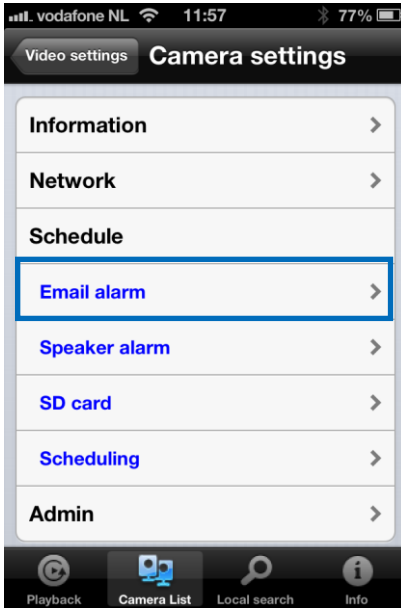 vodafone NL 11:57 77%
Video settings Camera settings
Information
Network
Schedule
Email alarm
Speaker alarm
SD card
Scheduling
Admin
Playback Camera List Local search Info